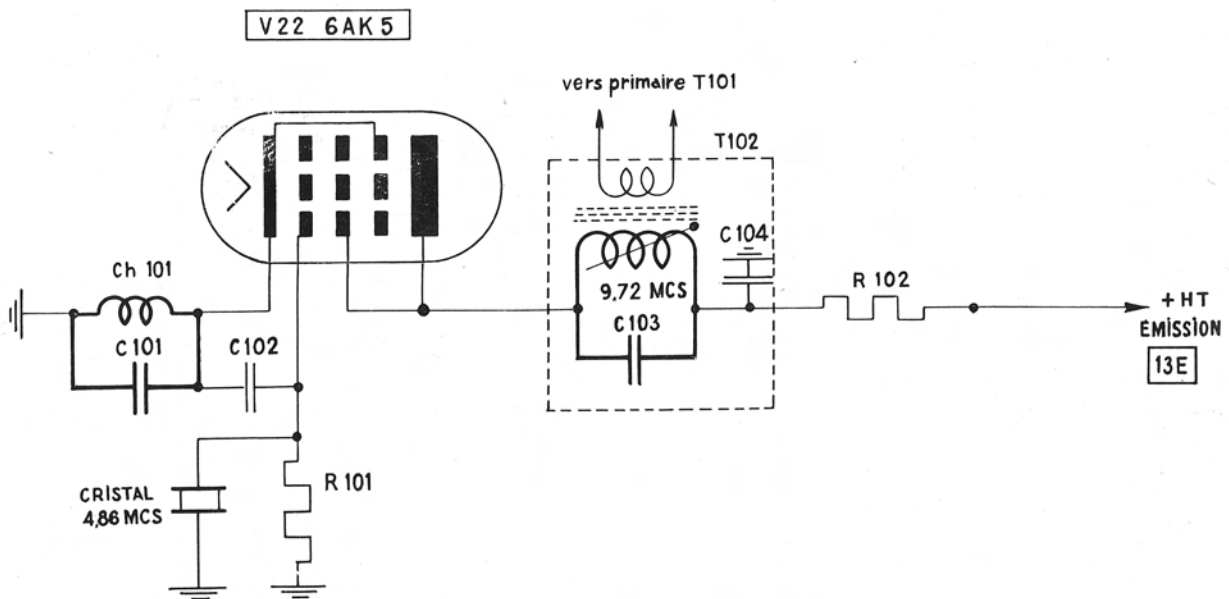 V22 6AK5
vers primaire T101
T102
Ch 101
C101
C102
9,72 MCS
C103
C104
R 102
+ HT
ÉMISSION
13E
CRISTAL
4,86 MCS
R 101